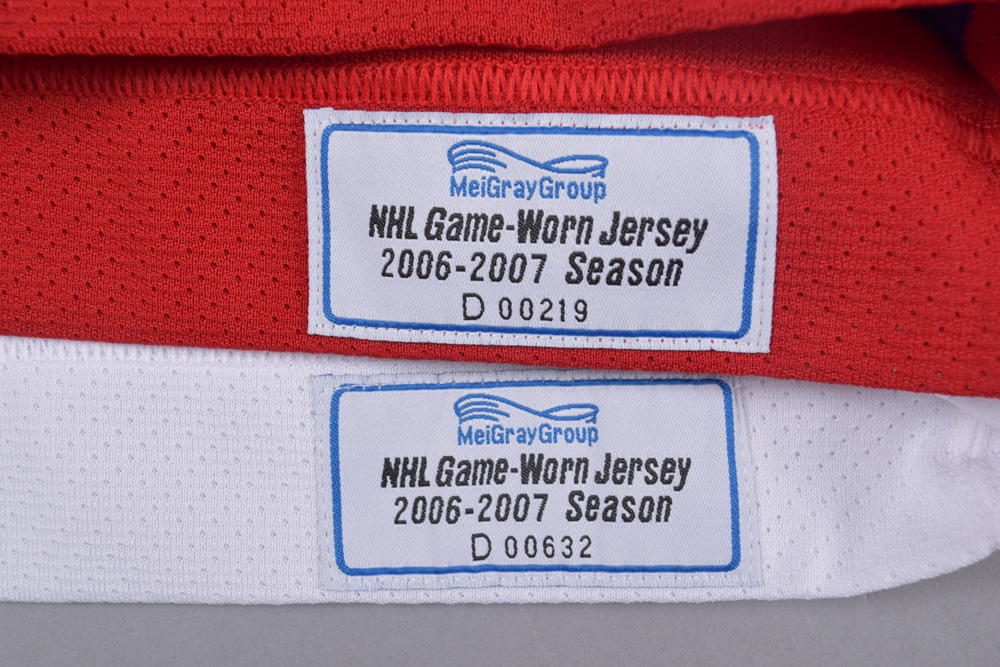 MeiGrayGroup
NHL Game-Worn Jersey
2006-2007 Season
D 00219
MeiGrayGroup
NHL Game-Worn Jersey
2006-2007 Season
D 00632